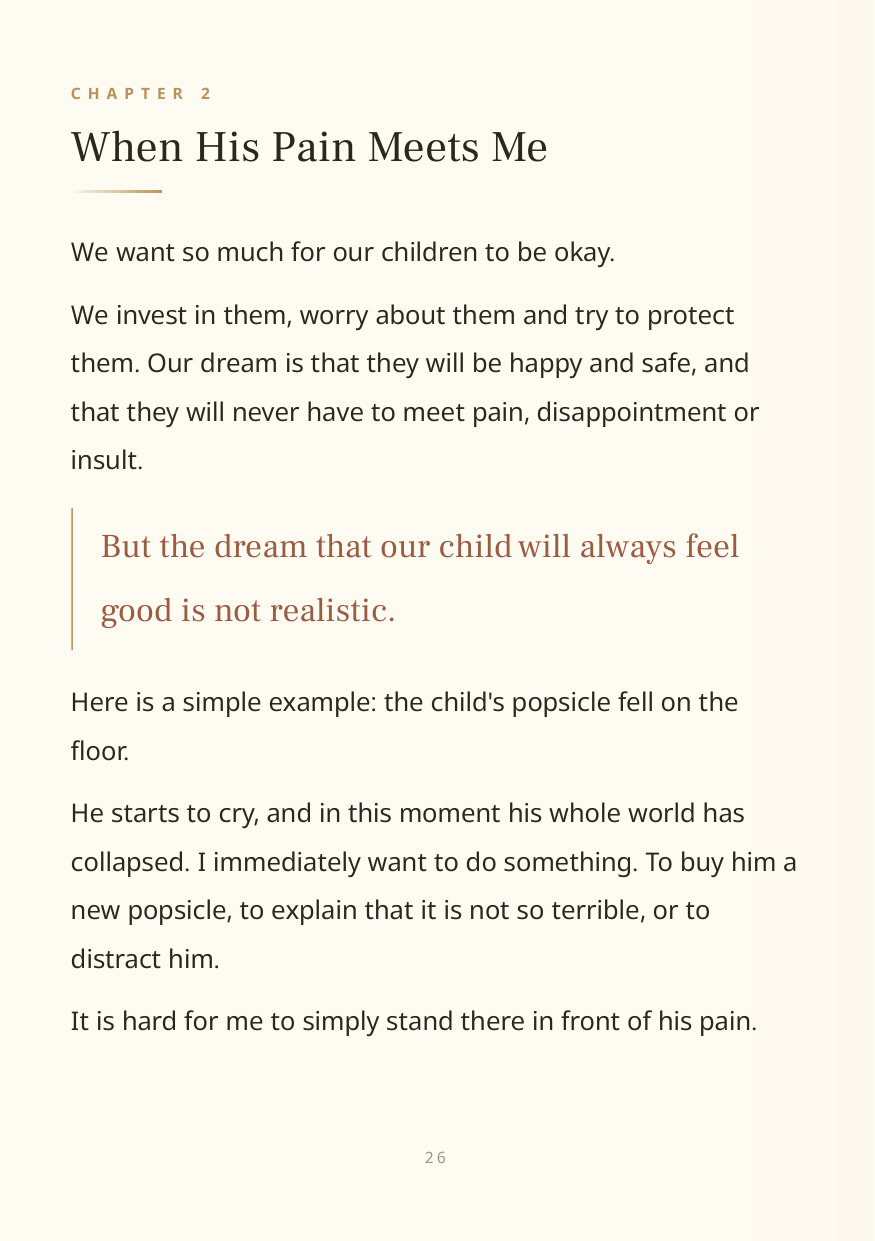 CHAPTER 2
When His Pain Meets Me
We want so much for our children to be okay.
We invest in them, worry about them and try to protect
them. Our dream is that they will be happy and safe, and
that they will never have to meet pain, disappointment or
insult.
But the dream that our child will always feel
good is not realistic.
Here is a simple example: the child's popsicle fell on the
floor.
He starts to cry, and in this moment his whole world has
collapsed. I immediately want to do something. To buy him a
new popsicle, to explain that it is not so terrible, or to
distract him.
It is hard for me to simply stand there in front of his pain.
26